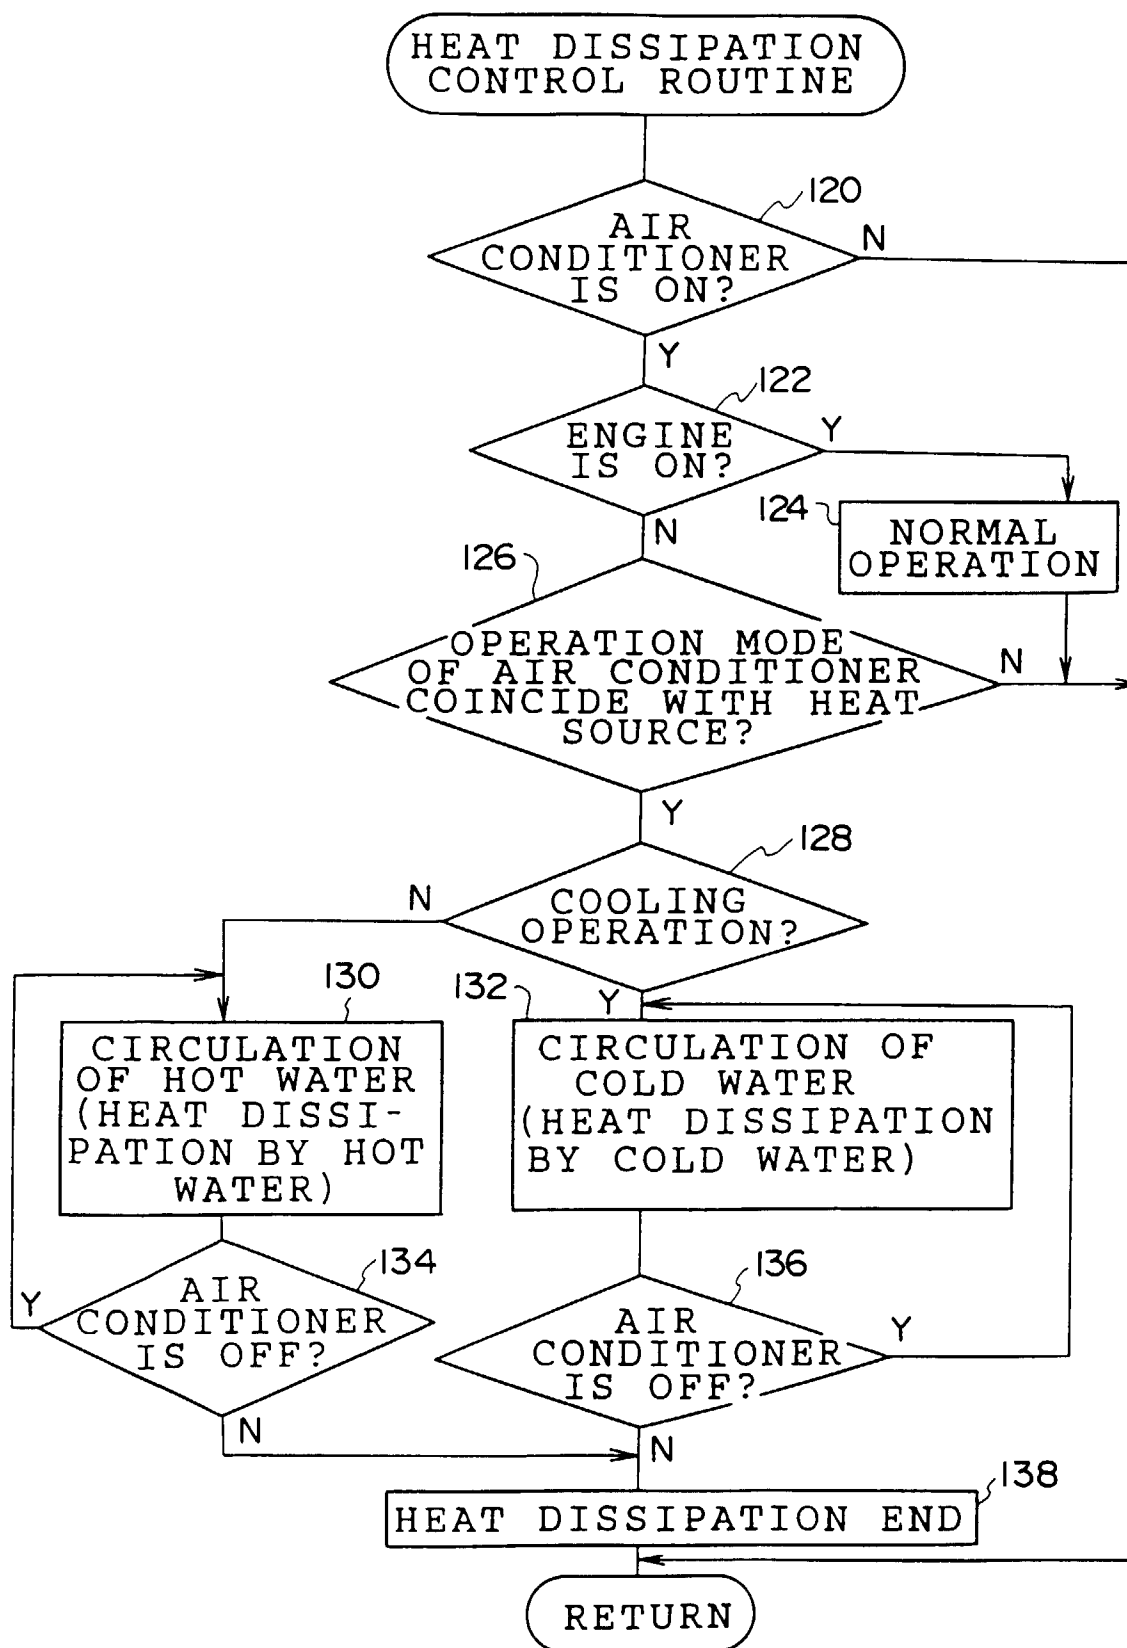 HEAT DISSIPATION
CONTROL ROUTINE
120
AIR
CONDITIONER
IS ON?
N
Y
122
ENGINE
IS ON?
Y
N
124
NORMAL
OPERATION
126
OPERATION MODE
OF AIR CONDITIONER
COINCIDE WITH HEAT
SOURCE?
N
Y
128
COOLING
OPERATION?
N
Y
130
CIRCULATION
OF HOT WATER
(HEAT DISSI-
PATION BY HOT
WATER)
132
CIRCULATION OF
COLD WATER
(HEAT DISSIPATION
BY COLD WATER)
134
AIR
CONDITIONER
IS OFF?
Y
N
136
AIR
CONDITIONER
IS OFF?
Y
N
138
HEAT DISSIPATION END
RETURN